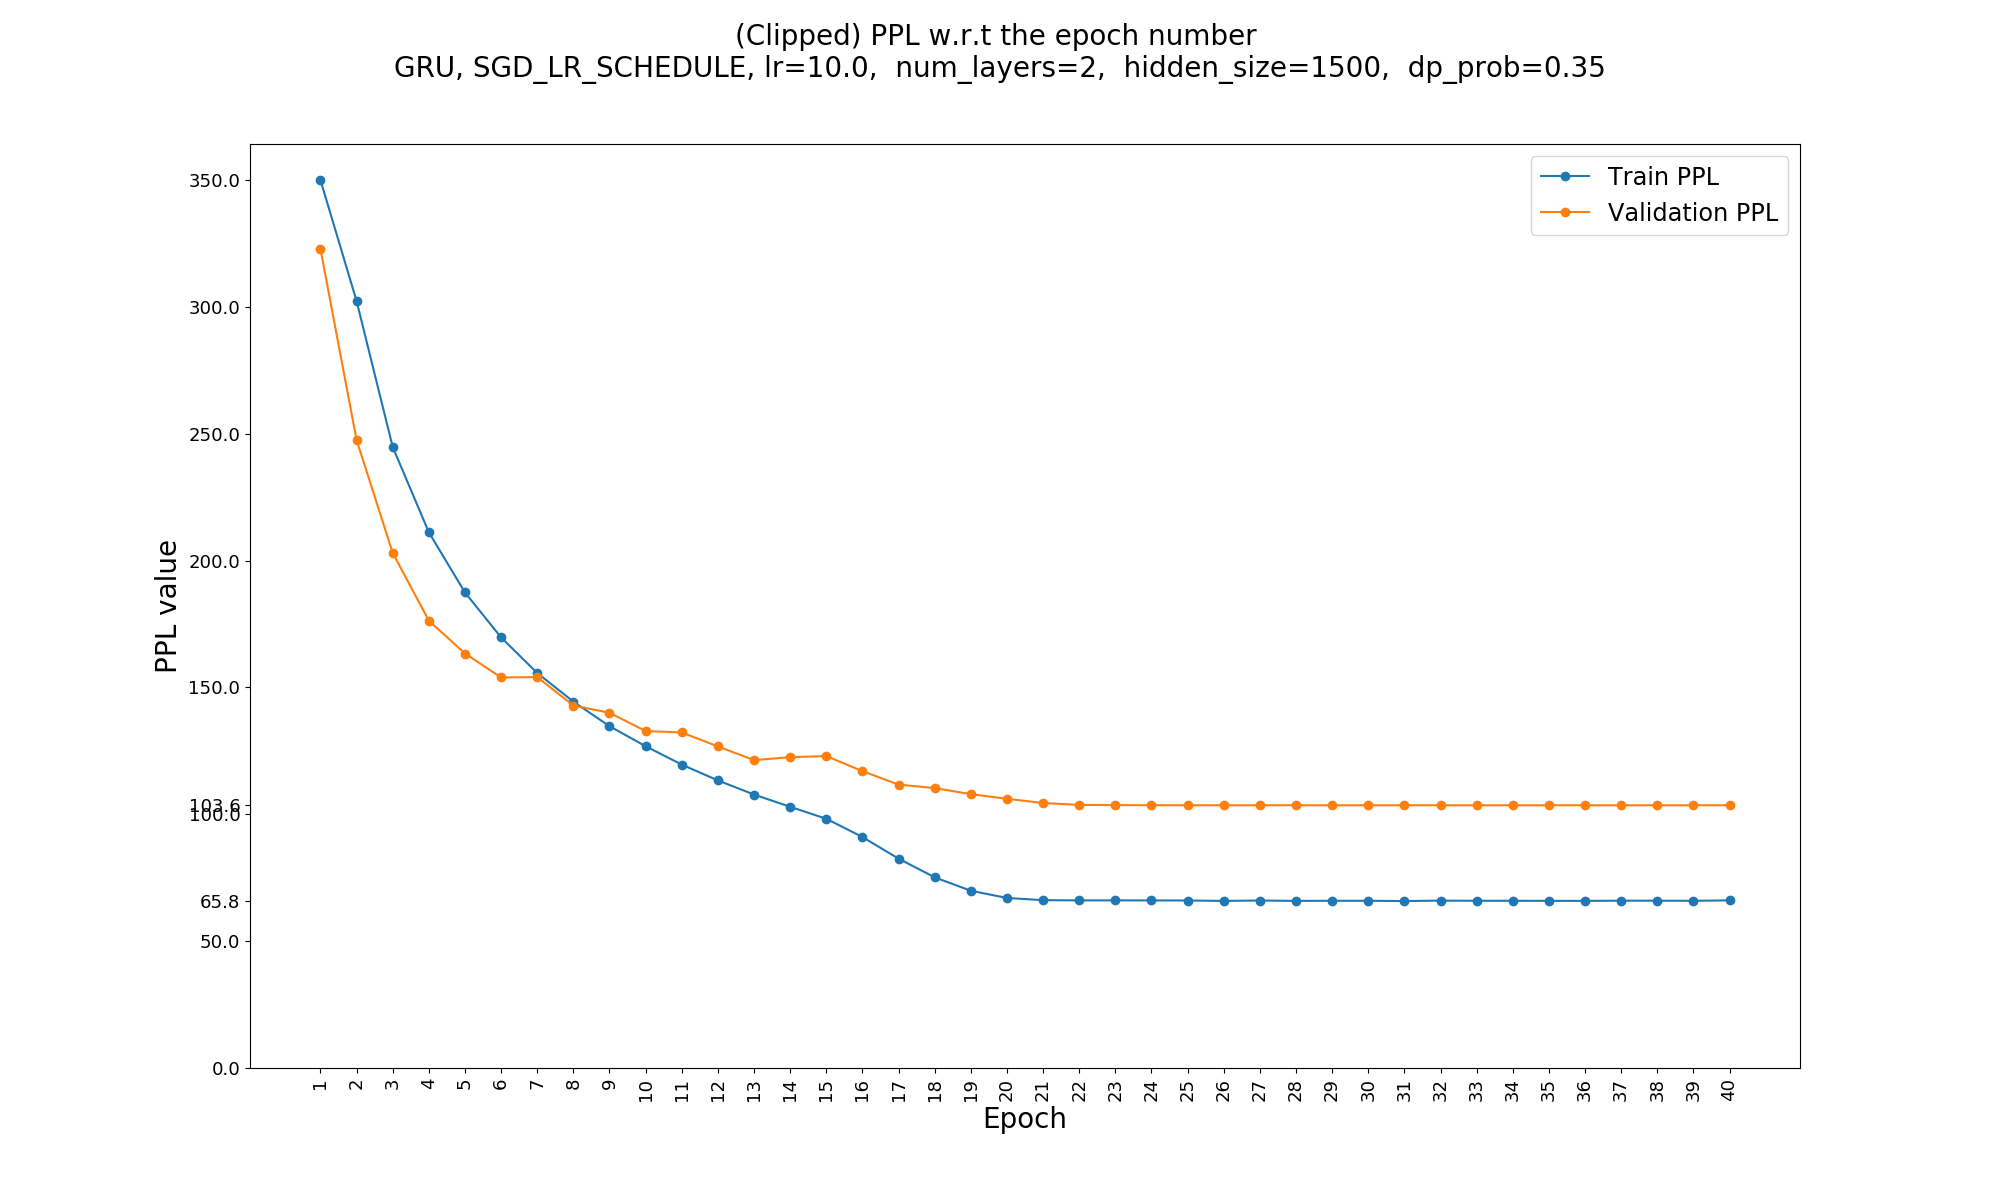 (Clipped) PPL w.r.t the epoch number
GRU, SGD_LR_SCHEDULE, lr=10.0,  num_layers=2,  hidden_size=1500,  dp_prob=0.35
Train PPL
Validation PPL
PPL value
350.0
300.0
250.0
200.0
150.0
103.6
100.0
65.8
50.0
0.0
1 2 3 4 5 6 7 8 9 10 11 12 13 14 15 16 17 18 19 20 21 22 23 24 25 26 27 28 29 30 31 32 33 34 35 36 37 38 39 40
Epoch